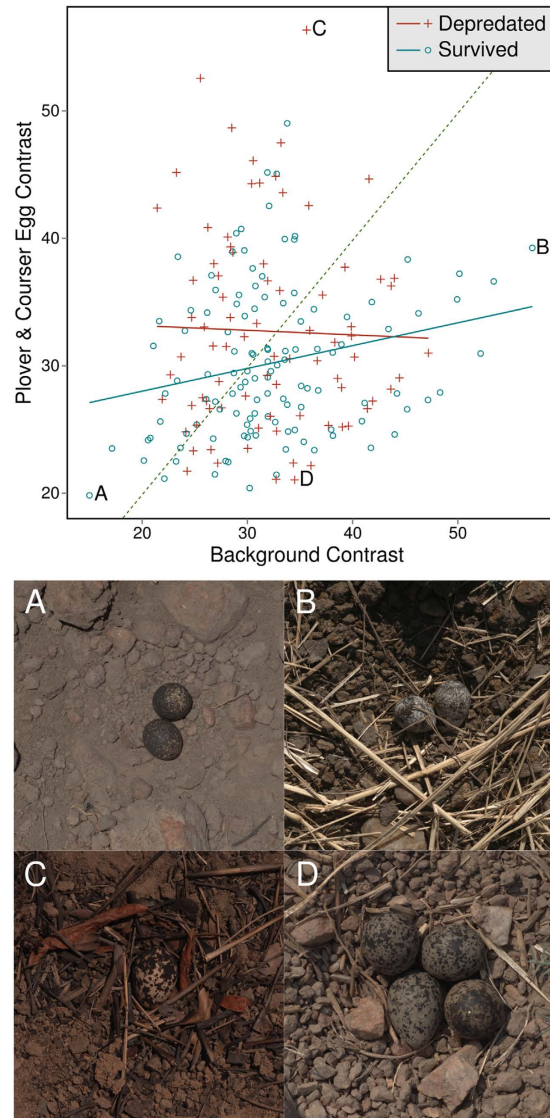 C
Depredated
Survived
50
40
30
20
Plover & Courser Egg Contrast
B
A
D
20
30
40
50
Background Contrast
A
B
C
D